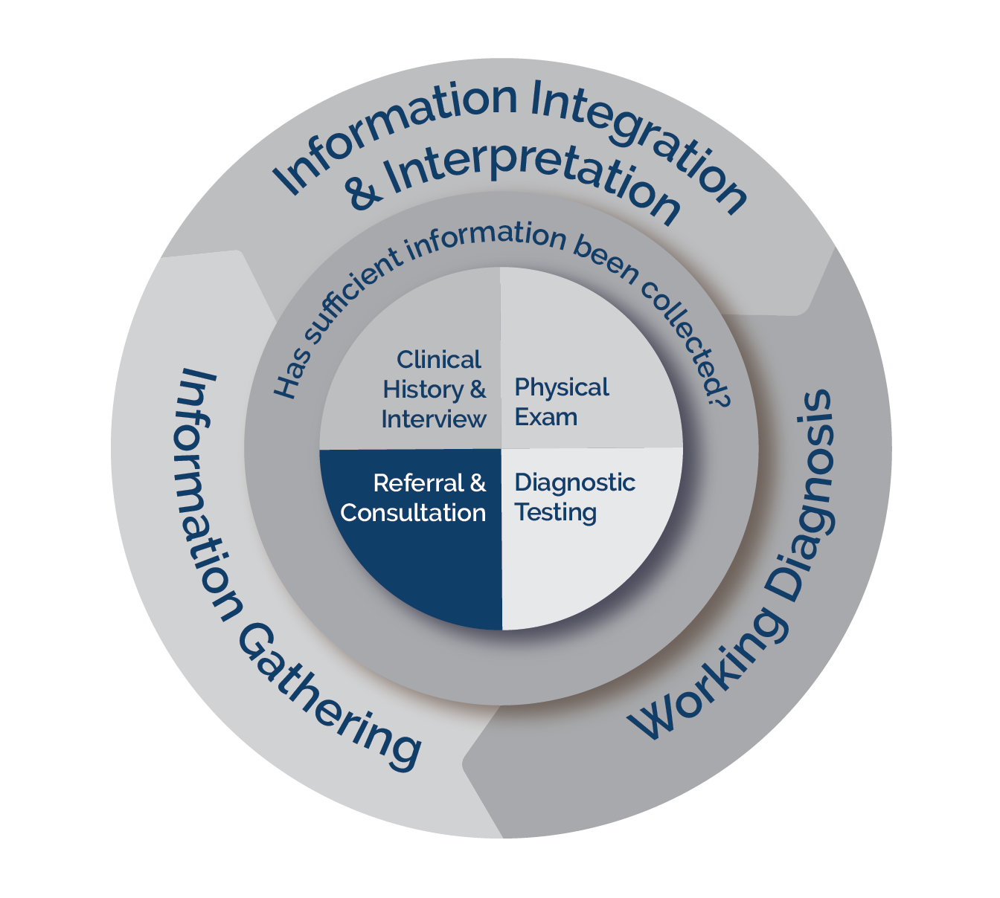 Information Integration
& Interpretation
Has sufficient information been collected?
Clinical
History &
Interview
Physical
Exam
Referral &
Consultation
Diagnostic
Testing
Working Diagnosis
Information Gathering